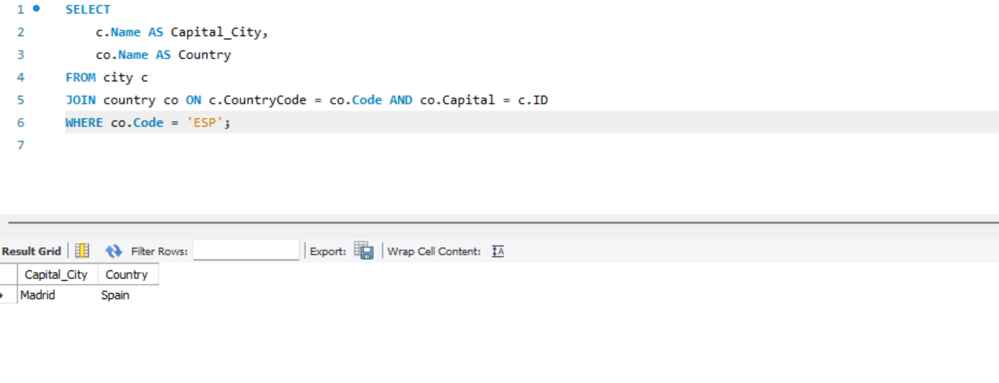 1 SELECT
2 c.Name AS Capital_City,
3 co.Name AS Country
4 FROM city c
5 JOIN country co ON c.CountryCode = co.Code AND co.Capital = c.ID
6 WHERE co.Code = 'ESP';
7
Result Grid Filter Rows: Export: Wrap Cell Content: IA
Capital_City Country
Madrid Spain